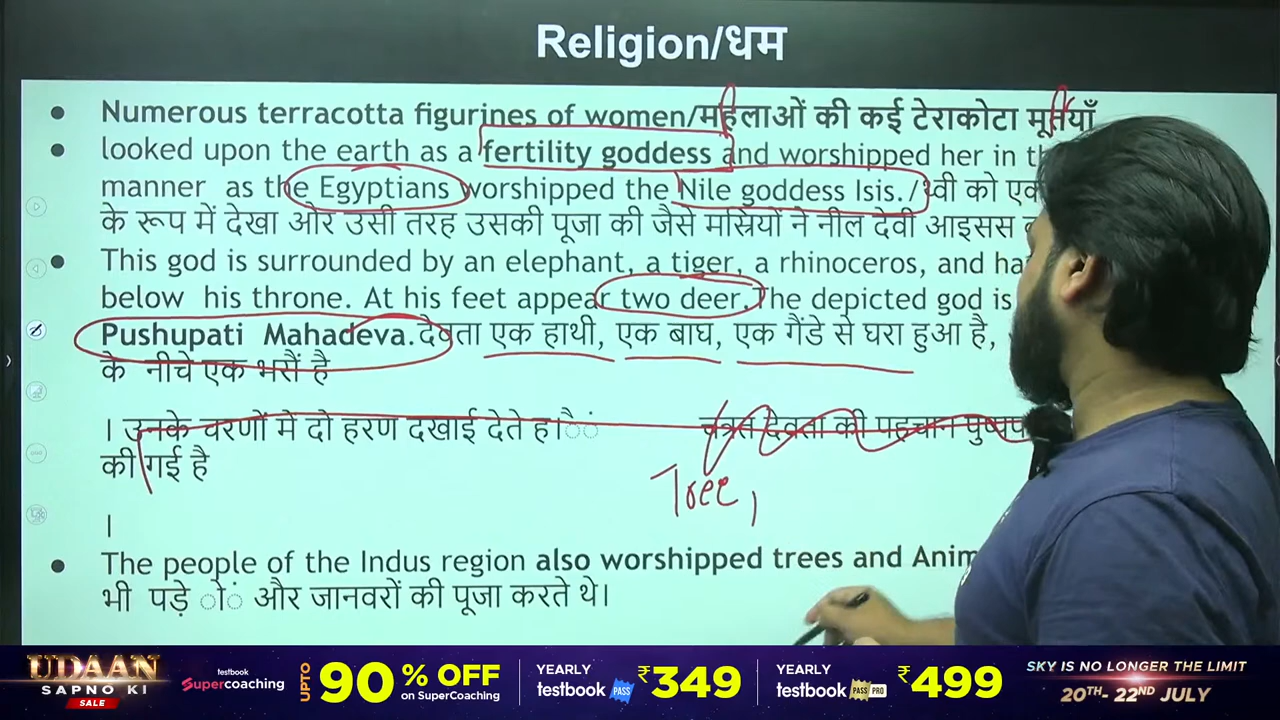 Religion/धम
• Numerous terracotta figurines of women/महिलाओं की कई टेराकोटा मूर्तियाँ
• looked upon the earth as a fertility goddess and worshipped her in th
manner as the Egyptians worshipped the Nile goddess Isis./ थ्वी को एक
के रूप में देखा और उसी तरह उसकी पूजा की जैसे मिस्रियों ने नील देवी आइसिस
• This god is surrounded by an elephant, a tiger, a rhinoceros, and ha
below his throne. At his feet appear two deer. The depicted god is
Pushupati Mahadeva.देवता एक हाथी, एक बाघ, एक गैंडे से घरा हुआ है,
के नीचे एक भरौं है
। उनके वरणों में दो हरण दखाई देते ह। देवता की पहचान
की गई है
।
Tree,
• The people of the Indus region also worshipped trees and Anim
भी पड़े और जानवरों की पूजा करते थे।
UDAAN
SAPNO KI
SALE
testbook
Supercoaching
UPTO
90 % OFF
on SuperCoaching
YEARLY
testbook PASS
₹349
YEARLY
testbook PASS PRO
₹499
SKY IS NO LONGER THE LIMIT
20TH- 22ND JULY